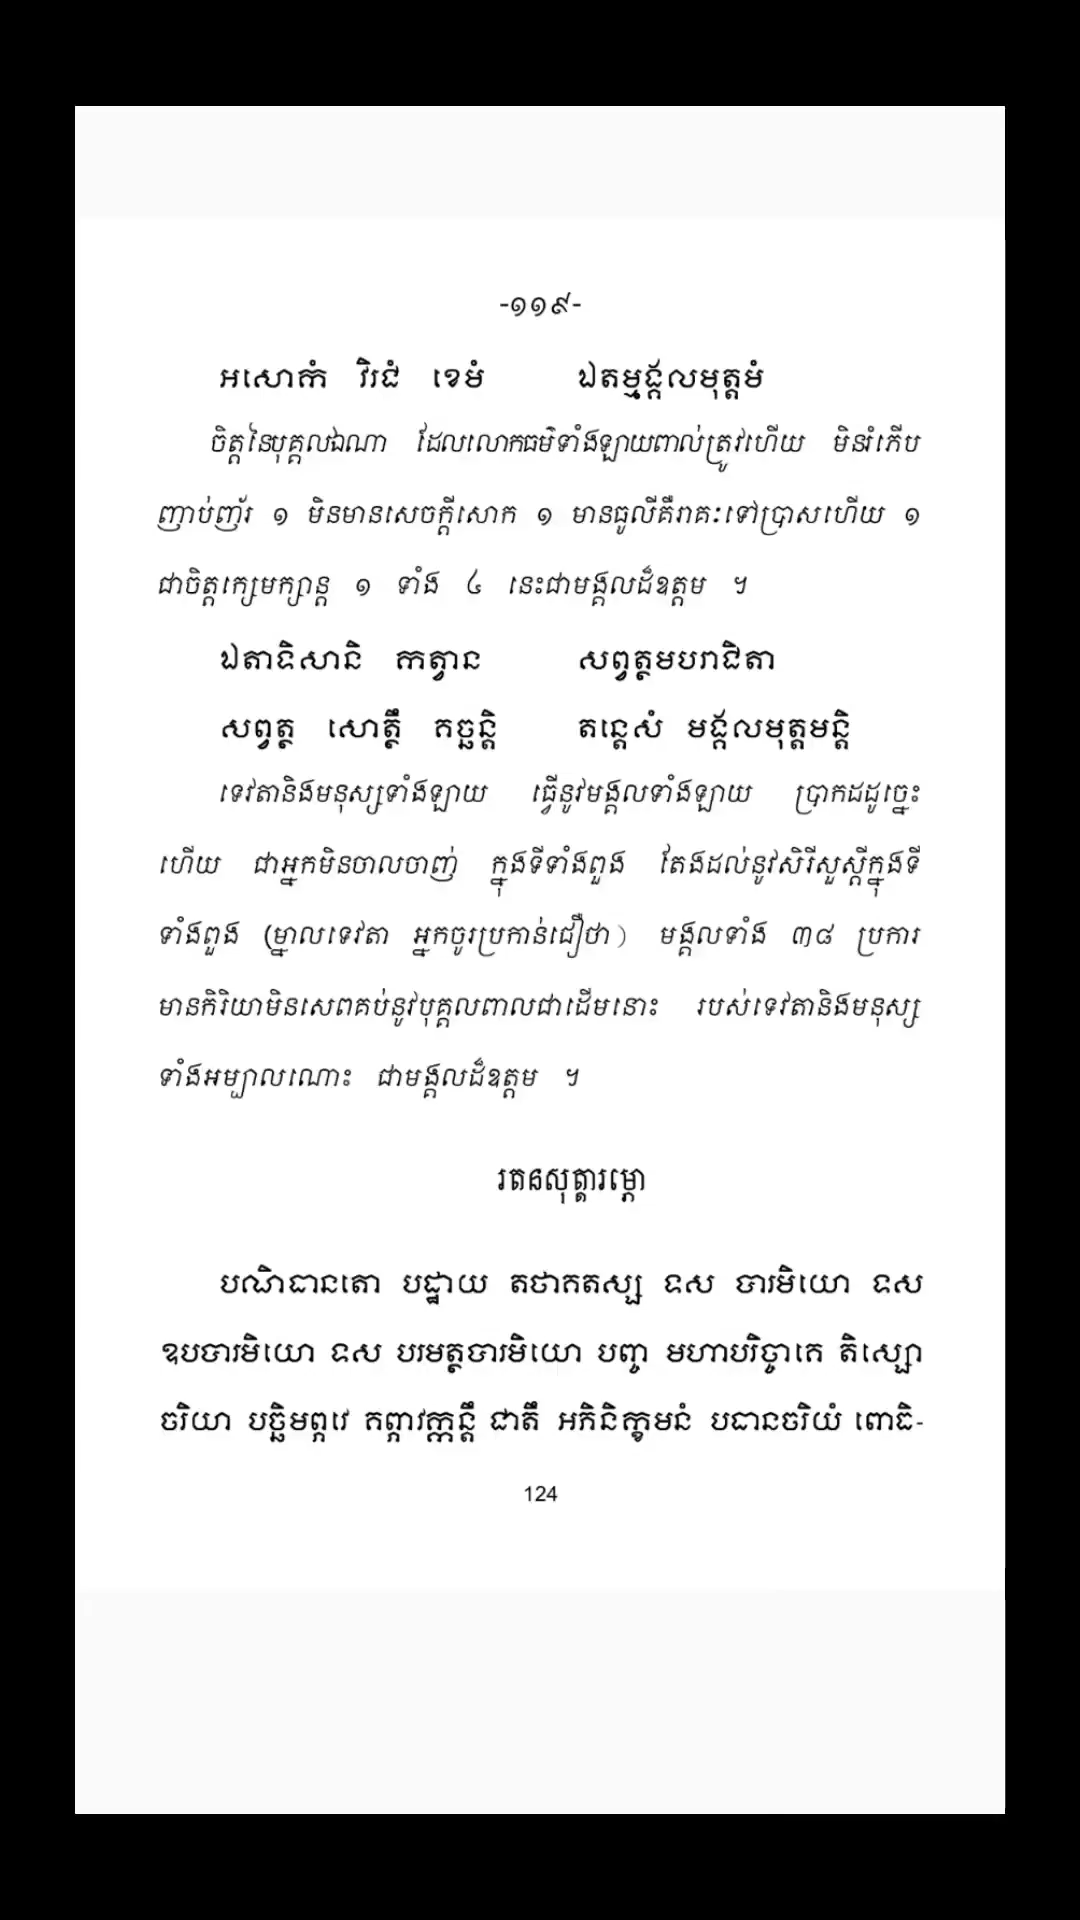 -១១៩-
អសោកំ វិរជំ ខេមំ ឯតម្មង្គលមុត្តមំ
ចិត្តនៃបុគ្គលឯណា ដែលលោកធម៌ទាំងឡាយពាល់ត្រូវហើយ មិនរំភើប
ញាប់ញ័រ ១ មិនមានសេចក្តីសោក ១ មានធូលីគឺរាគៈទៅប្រាសហើយ ១
ជាចិត្តក្សេមក្សាន្ត ១ ទាំង ៤ នេះជាមង្គលដ៏ឧត្តម ។
ឯតាទិសានិ កត្វាន សព្វត្ថមបរាជិតា
សព្វត្ថ សោត្ថឹ គច្ឆន្តិ តន្តេសំ មង្គលមុត្តមន្តិ
ទេវតានិងមនុស្សទាំងឡាយ ធ្វើនូវមង្គលទាំងឡាយ ប្រាកដដូច្នេះ
ហើយ ជាអ្នកមិនចាលចាញ់ ក្នុងទីទាំងពួង តែងដល់នូវសិរីសួស្តីក្នុងទី
ទាំងពួង (ម្នាលទេវតា អ្នកចូរប្រកាន់ជឿថា) មង្គលទាំង ៣៨ ប្រការ
មានកិរិយាមិនសេពគប់នូវបុគ្គលពាលជាដើមនោះ របស់ទេវតានិងមនុស្ស
ទាំងអម្បាលណោះ ជាមង្គលដ៏ឧត្តម ។
រតនសុត្តារម្ភោ
បណិធានតោ បដ្ឋាយ តថាគតស្ស ទស បារមិយោ ទស
ឧបបារមិយោ ទស បរមត្ថបារមិយោ បញ្ច មហាបរិច្ចាគេ តិស្សោ
ចរិយា បច្ឆិមព្ភវេ គព្ភាវក្កន្តឹ ជាតឹ អភិនិក្ខមនំ បធានចរិយំ ពោធិ-
124